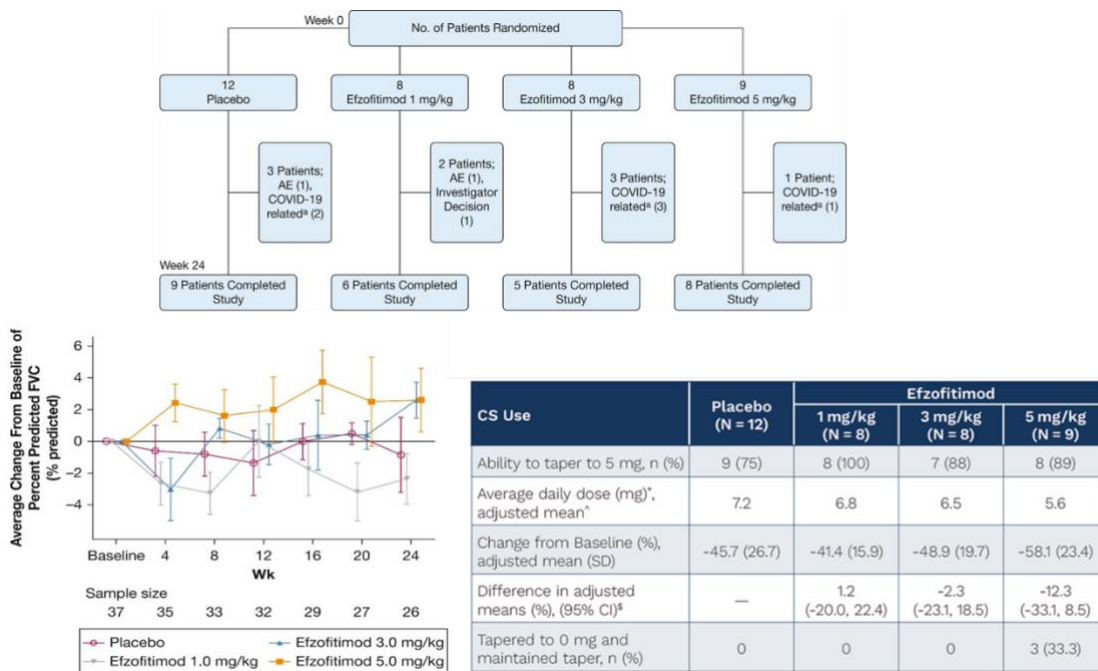 Week 0
No. of Patients Randomized
12
Placebo
8
Efzofitimod 1 mg/kg
8
Ezofitimod 3 mg/kg
9
Efzofitimod 5 mg/kg
3 Patients;
AE (1),
COVID-19
relatedª (2)
2 Patients;
AE (1),
Investigator
Decision
(1)
3 Patients;
COVID-19
relatedª (3)
1 Patient;
COVID-19
relatedª (1)
Week 24
9 Patients Completed
Study
6 Patients Completed
Study
5 Patients Completed
Study
8 Patients Completed
Study
Average Change From Baseline of
Percent Predicted FVC
(% predicted)
6
4
2
0
−2
−4
Baseline 4 8 12 16 20 24
Wk
Sample size
37 35 33 32 29 27 26
Placebo
Efzofitimod 1.0 mg/kg
Efzofitimod 3.0 mg/kg
Efzofitimod 5.0 mg/kg
CS Use
Placebo
(N = 12)
Efzofitimod
1 mg/kg
(N = 8)
3 mg/kg
(N = 8)
5 mg/kg
(N = 9)
Ability to taper to 5 mg, n (%) 9 (75) 8 (100) 7 (88) 8 (89)
Average daily dose (mg)*,
adjusted mean^
7.2 6.8 6.5 5.6
Change from Baseline (%),
adjusted mean (SD)
-45.7 (26.7) -41.4 (15.9) -48.9 (19.7) -58.1 (23.4)
Difference in adjusted
means (%), (95% CI)$
—
1.2
(-20.0, 22.4)
-2.3
(-23.1, 18.5)
-12.3
(-33.1, 8.5)
Tapered to 0 mg and
maintained taper, n (%)
0 0 0 3 (33.3)